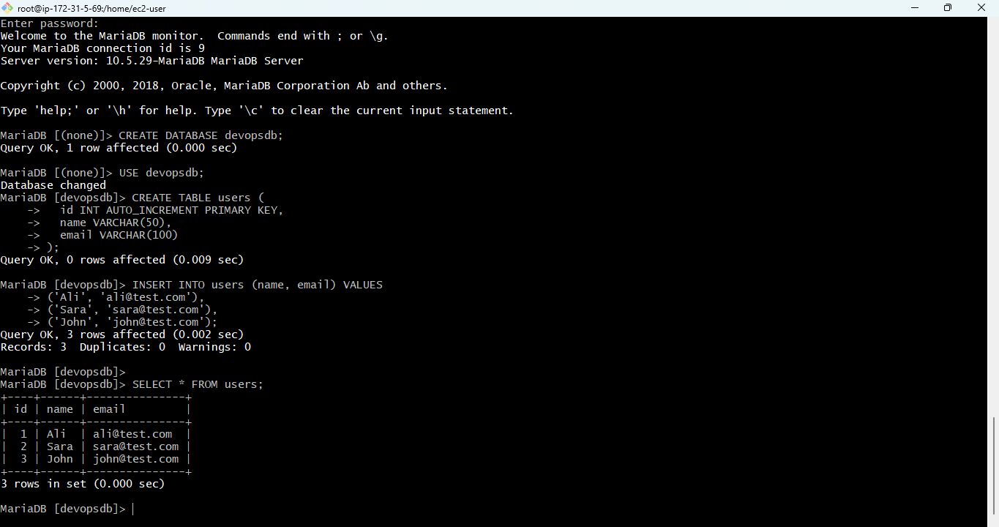 root@ip-172-31-5-69:/home/ec2-user
Enter password:
Welcome to the MariaDB monitor.  Commands end with ; or \g.
Your MariaDB connection id is 9
Server version: 10.5.29-MariaDB MariaDB Server

Copyright (c) 2000, 2018, Oracle, MariaDB Corporation Ab and others.

Type 'help;' or '\h' for help. Type '\c' to clear the current input statement.

MariaDB [(none)]> CREATE DATABASE devopsdb;
Query OK, 1 row affected (0.000 sec)

MariaDB [(none)]> USE devopsdb;
Database changed
MariaDB [devopsdb]> CREATE TABLE users (
    ->   id INT AUTO_INCREMENT PRIMARY KEY,
    ->   name VARCHAR(50),
    ->   email VARCHAR(100)
    -> );
Query OK, 0 rows affected (0.009 sec)

MariaDB [devopsdb]> INSERT INTO users (name, email) VALUES
    -> ('Ali', 'ali@test.com'),
    -> ('Sara', 'sara@test.com'),
    -> ('John', 'john@test.com');
Query OK, 3 rows affected (0.002 sec)
Records: 3  Duplicates: 0  Warnings: 0

MariaDB [devopsdb]>
MariaDB [devopsdb]> SELECT * FROM users;
+----+------+---------------+
| id | name | email         |
+----+------+---------------+
|  1 | Ali  | ali@test.com  |
|  2 | Sara | sara@test.com |
|  3 | John | john@test.com |
+----+------+---------------+
3 rows in set (0.000 sec)

MariaDB [devopsdb]>